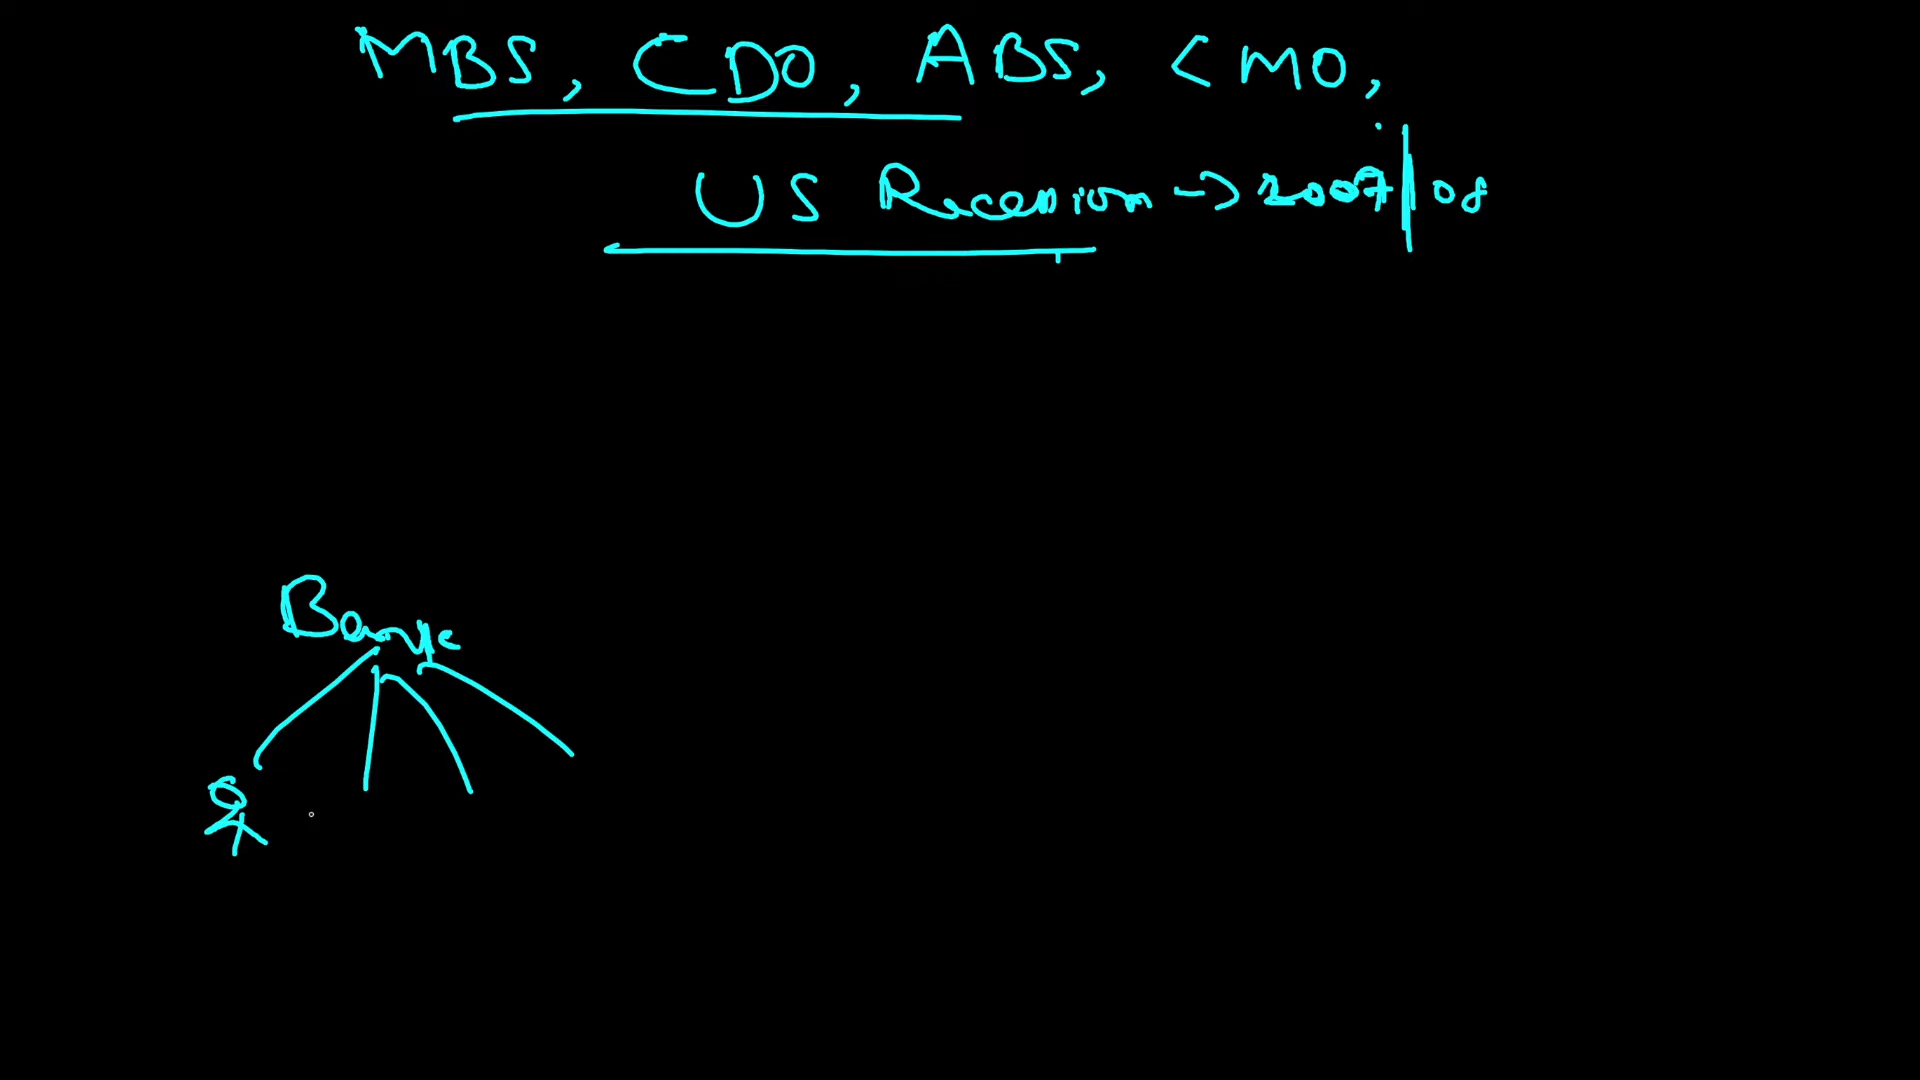 MBS, CDO, ABS, CMO,
US Recession → 2007/08
Bank